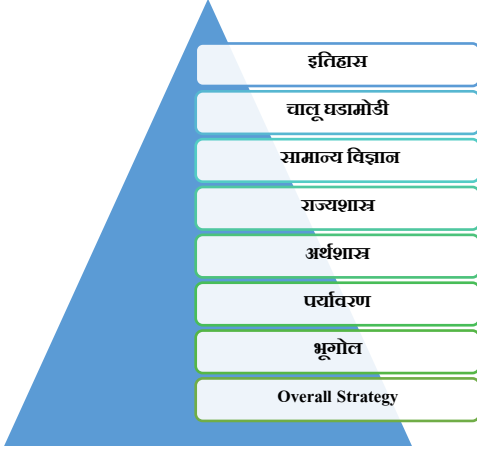 इतिहास
चालू घडामोडी
सामान्य विज्ञान
राज्यशास्त्र
अर्थशास्त्र
पर्यावरण
भूगोल
Overall Strategy